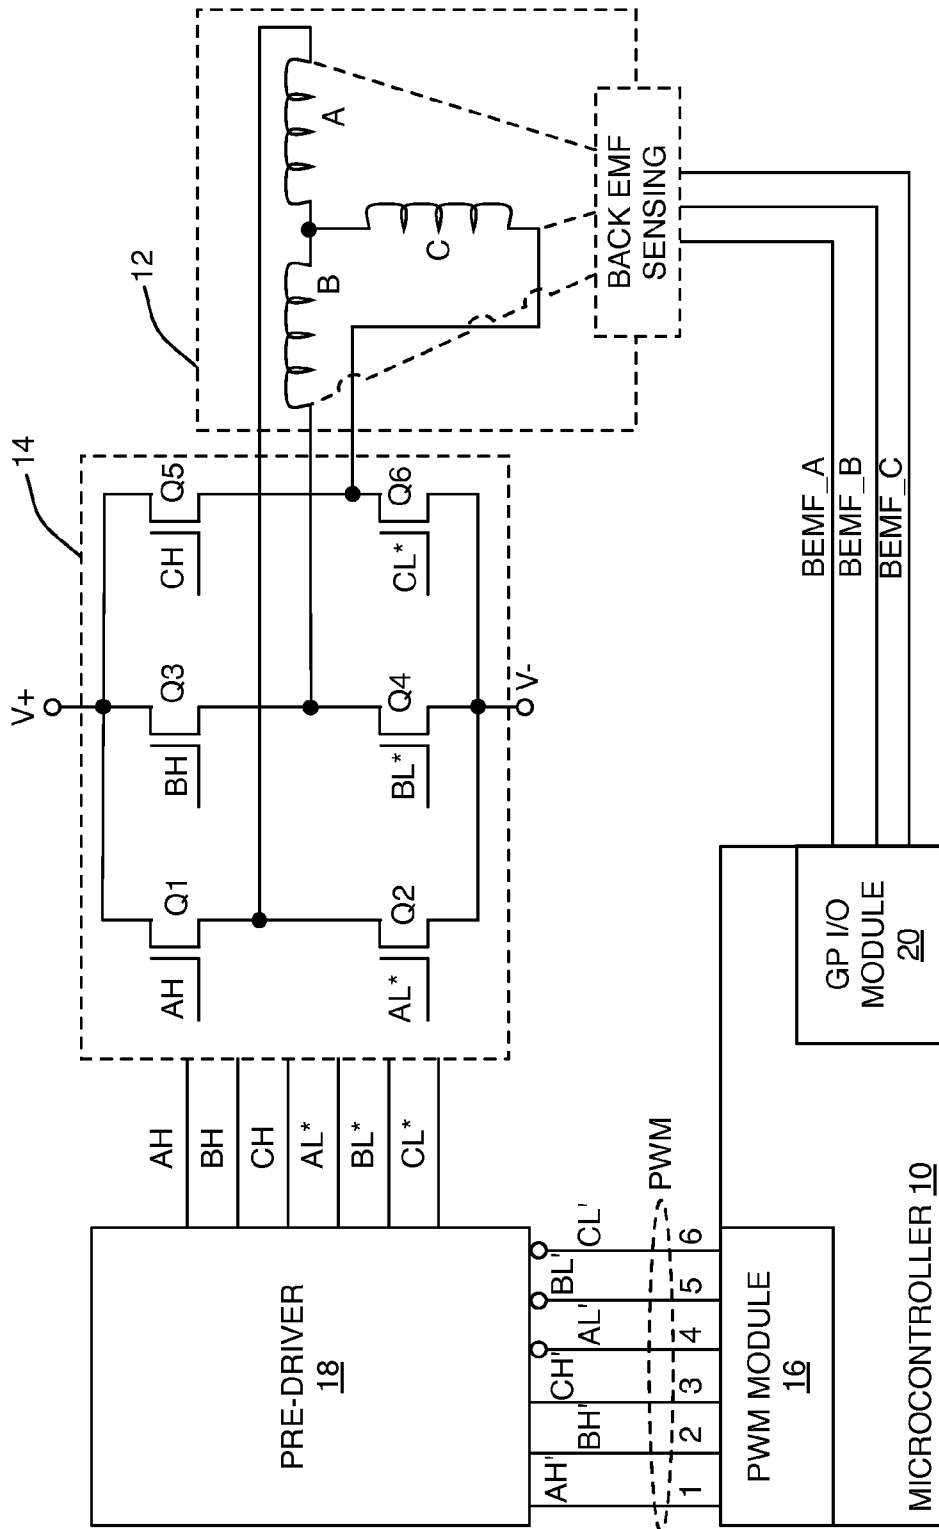 12
14
A
B
C
BACK EMF
SENSING
V+
Q1
Q3
Q5
AH
BH
CH
Q2
Q4
Q6
AL*
BL*
CL*
V-
AH
BH
CH
AL*
BL*
CL*
PRE-DRIVER
18
AH'
BH'
CH'
AL'
BL'
CL'
1
2
3
4
5
6
PWM
PWM MODULE
16
MICROCONTROLLER 10
GP I/O
MODULE
20
BEMF_A
BEMF_B
BEMF_C